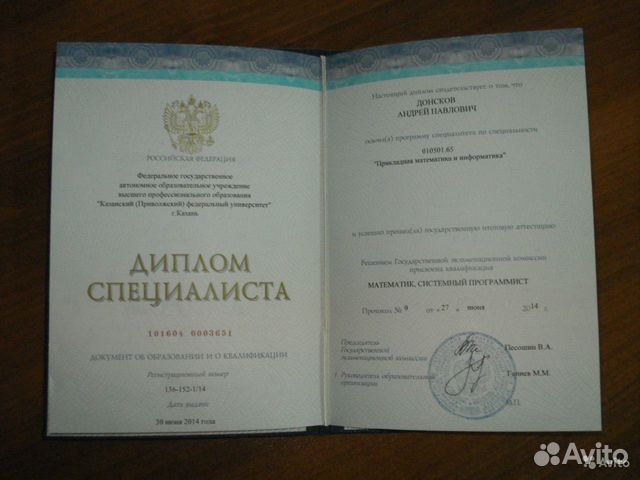 РОССИЙСКАЯ ФЕДЕРАЦИЯ
Федеральное государственное
автономное образовательное учреждение
высшего профессионального образования
"Казанский (Приволжский) федеральный университет"
г.Казань
ДИПЛОМ
СПЕЦИАЛИСТА
101604 0003651
ДОКУМЕНТ ОБ ОБРАЗОВАНИИ И О КВАЛИФИКАЦИИ
Регистрационный номер
136-152-1/14
Дата выдачи
30 июня 2014 года
Настоящий диплом свидетельствует о том, что
ДОНСКОВ
АНДРЕЙ ПАВЛОВИЧ
освоил(а) программу специалитета по специальности
010501.65
"Прикладная математика и информатика"
и успешно прошел(ла) государственную итоговую аттестацию
Решением Государственной экзаменационной комиссии
присвоена квалификация
МАТЕМАТИК, СИСТЕМНЫЙ ПРОГРАММИСТ
Протокол № 9 от «27 » июня 2014 г.
Председатель
Государственной
экзаменационной комиссии
Песошин В.А.
Руководитель образовательной
организации
М.М.
М.П.
Avito
Avito